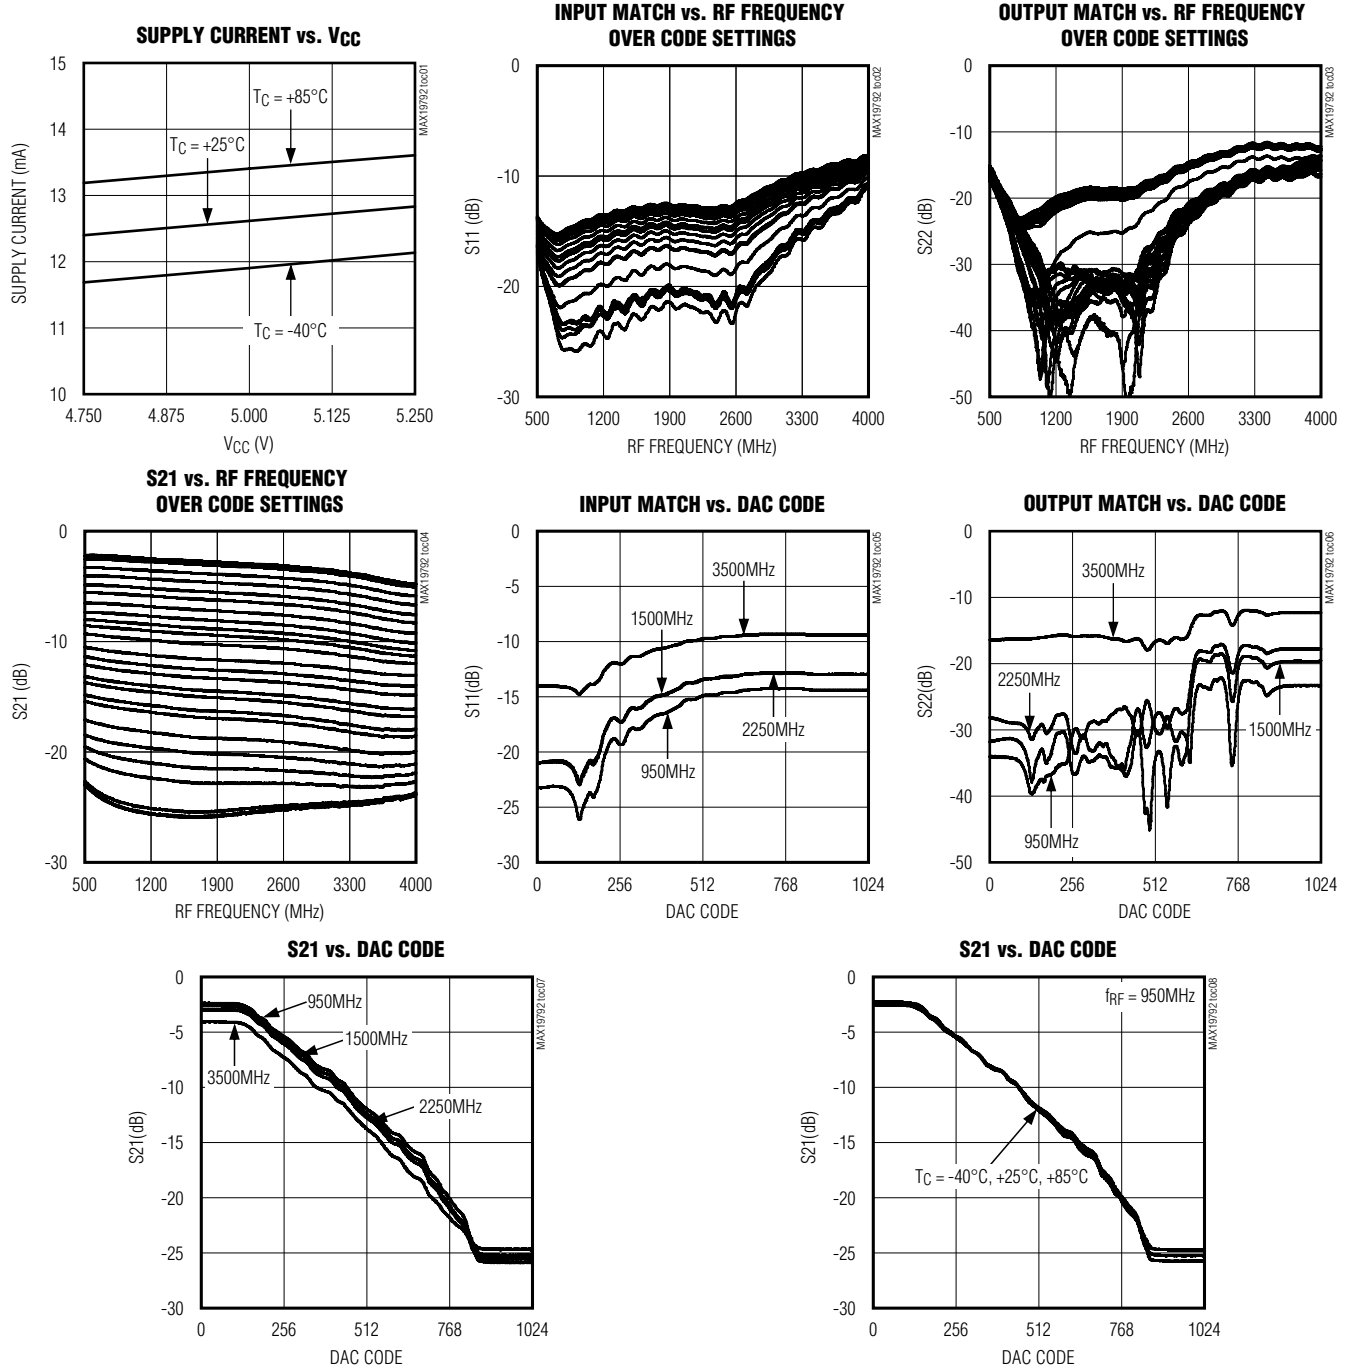 SUPPLY CURRENT vs. VCC
15
14
13
12
11
10
SUPPLY CURRENT (mA)
TC = +85°C
TC = +25°C
TC = -40°C
4.750 4.875 5.000 5.125 5.250
VCC (V)
MAX19792 toc01
INPUT MATCH vs. RF FREQUENCY
OVER CODE SETTINGS
0
-10
-20
-30
S11 (dB)
500 1200 1900 2600 3300 4000
RF FREQUENCY (MHz)
MAX19792 toc02
OUTPUT MATCH vs. RF FREQUENCY
OVER CODE SETTINGS
0
-10
-20
-30
-40
-50
S22 (dB)
500 1200 1900 2600 3300 4000
RF FREQUENCY (MHz)
MAX19792 toc03
S21 vs. RF FREQUENCY
OVER CODE SETTINGS
0
-10
-20
-30
S21 (dB)
500 1200 1900 2600 3300 4000
RF FREQUENCY (MHz)
MAX19792 toc04
INPUT MATCH vs. DAC CODE
0
-5
-10
-15
-20
-25
-30
S11(dB)
3500MHz
1500MHz
2250MHz
950MHz
0 256 512 768 1024
DAC CODE
MAX19792 toc05
OUTPUT MATCH vs. DAC CODE
0
-10
-20
-30
-40
-50
S22(dB)
3500MHz
2250MHz
1500MHz
950MHz
0 256 512 768 1024
DAC CODE
MAX19792 toc06
S21 vs. DAC CODE
0
-5
-10
-15
-20
-25
-30
S21(dB)
950MHz
1500MHz
3500MHz
2250MHz
0 256 512 768 1024
DAC CODE
MAX19792 toc07
S21 vs. DAC CODE
0
-5
-10
-15
-20
-25
-30
S21(dB)
fRF = 950MHz
TC = -40°C, +25°C, +85°C
0 256 512 768 1024
DAC CODE
MAX19792 toc08